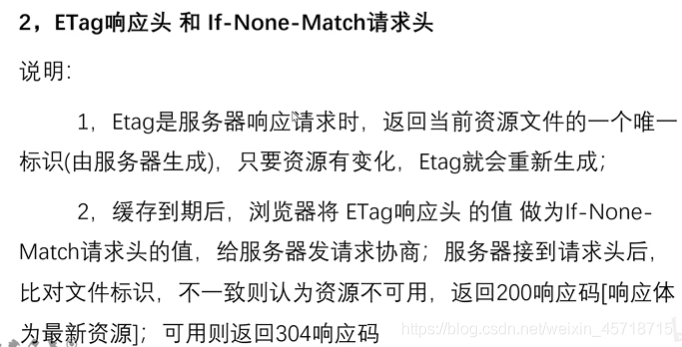 2，ETag响应头 和 If-None-Match请求头
说明：
1，Etag是服务器响应请求时，返回当前资源文件的一个唯一
标识(由服务器生成)，只要资源有变化，Etag就会重新生成；
2，缓存到期后，浏览器将 ETag响应头 的值 做为If-None-
Match请求头的值，给服务器发请求协商；服务器接到请求头后，
比对文件标识，不一致则认为资源不可用，返回200响应码[响应体
为最新资源]；可用则返回304响应码
https://blog.csdn.net/weixin_45718715